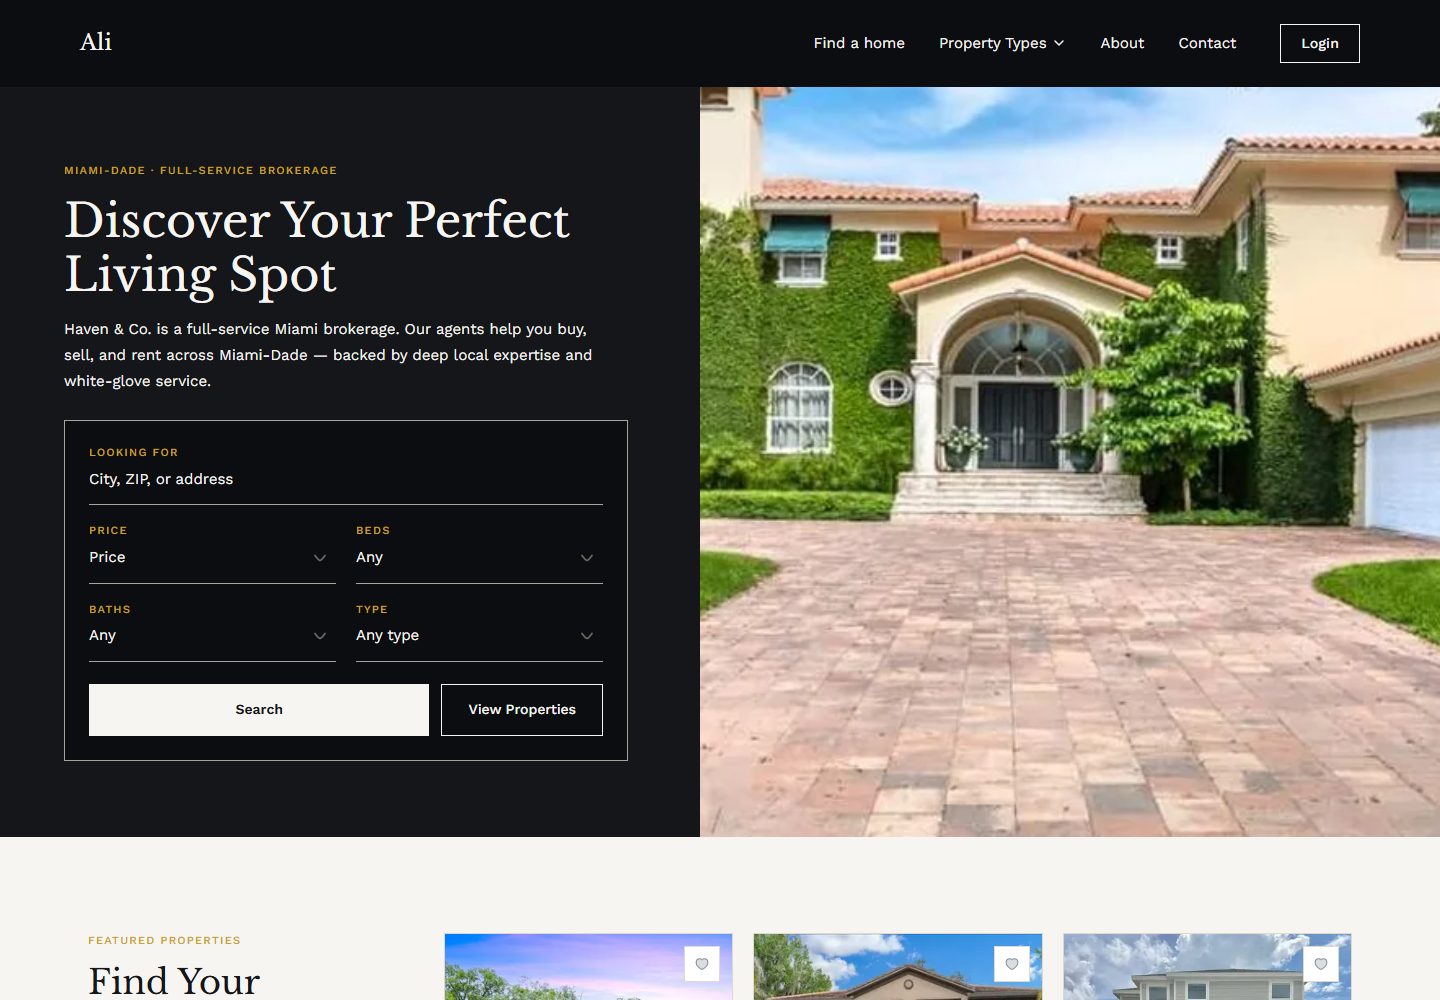 Ali
Find a home
Property Types
About
Contact
Login
MIAMI-DADE · FULL-SERVICE BROKERAGE
Discover Your Perfect
Living Spot
Haven & Co. is a full-service Miami brokerage. Our agents help you buy,
sell, and rent across Miami-Dade — backed by deep local expertise and
white-glove service.
LOOKING FOR
City, ZIP, or address
PRICE
Price
BEDS
Any
BATHS
Any
TYPE
Any type
Search
View Properties
FEATURED PROPERTIES
Find Your